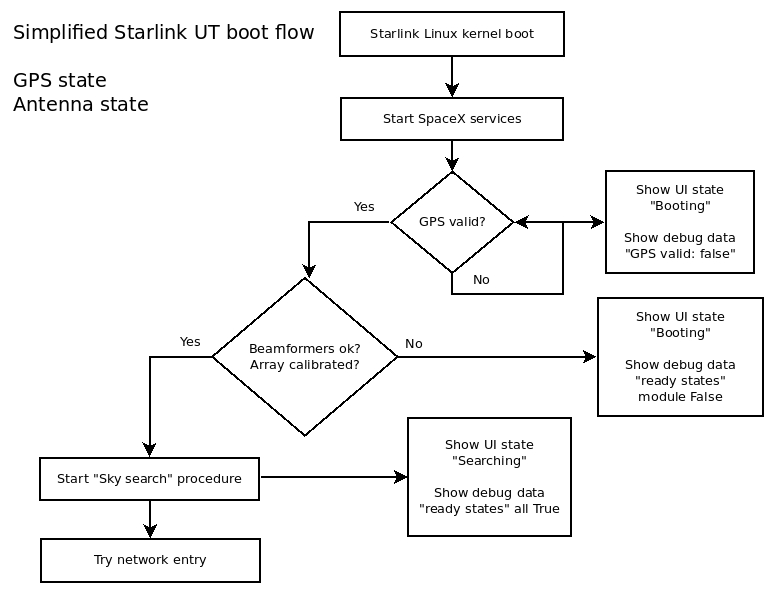 Simplified Starlink UT boot flow
GPS state
Antenna state
Starlink Linux kernel boot
Start SpaceX services
GPS valid?
Yes
No
Show UI state
"Booting"
Show debug data
"GPS valid: false"
Beamformers ok?
Array calibrated?
Yes
No
Show UI state
"Booting"
Show debug data
"ready states"
module False
Start "Sky search" procedure
Show UI state
"Searching"
Show debug data
"ready states" all True
Try network entry